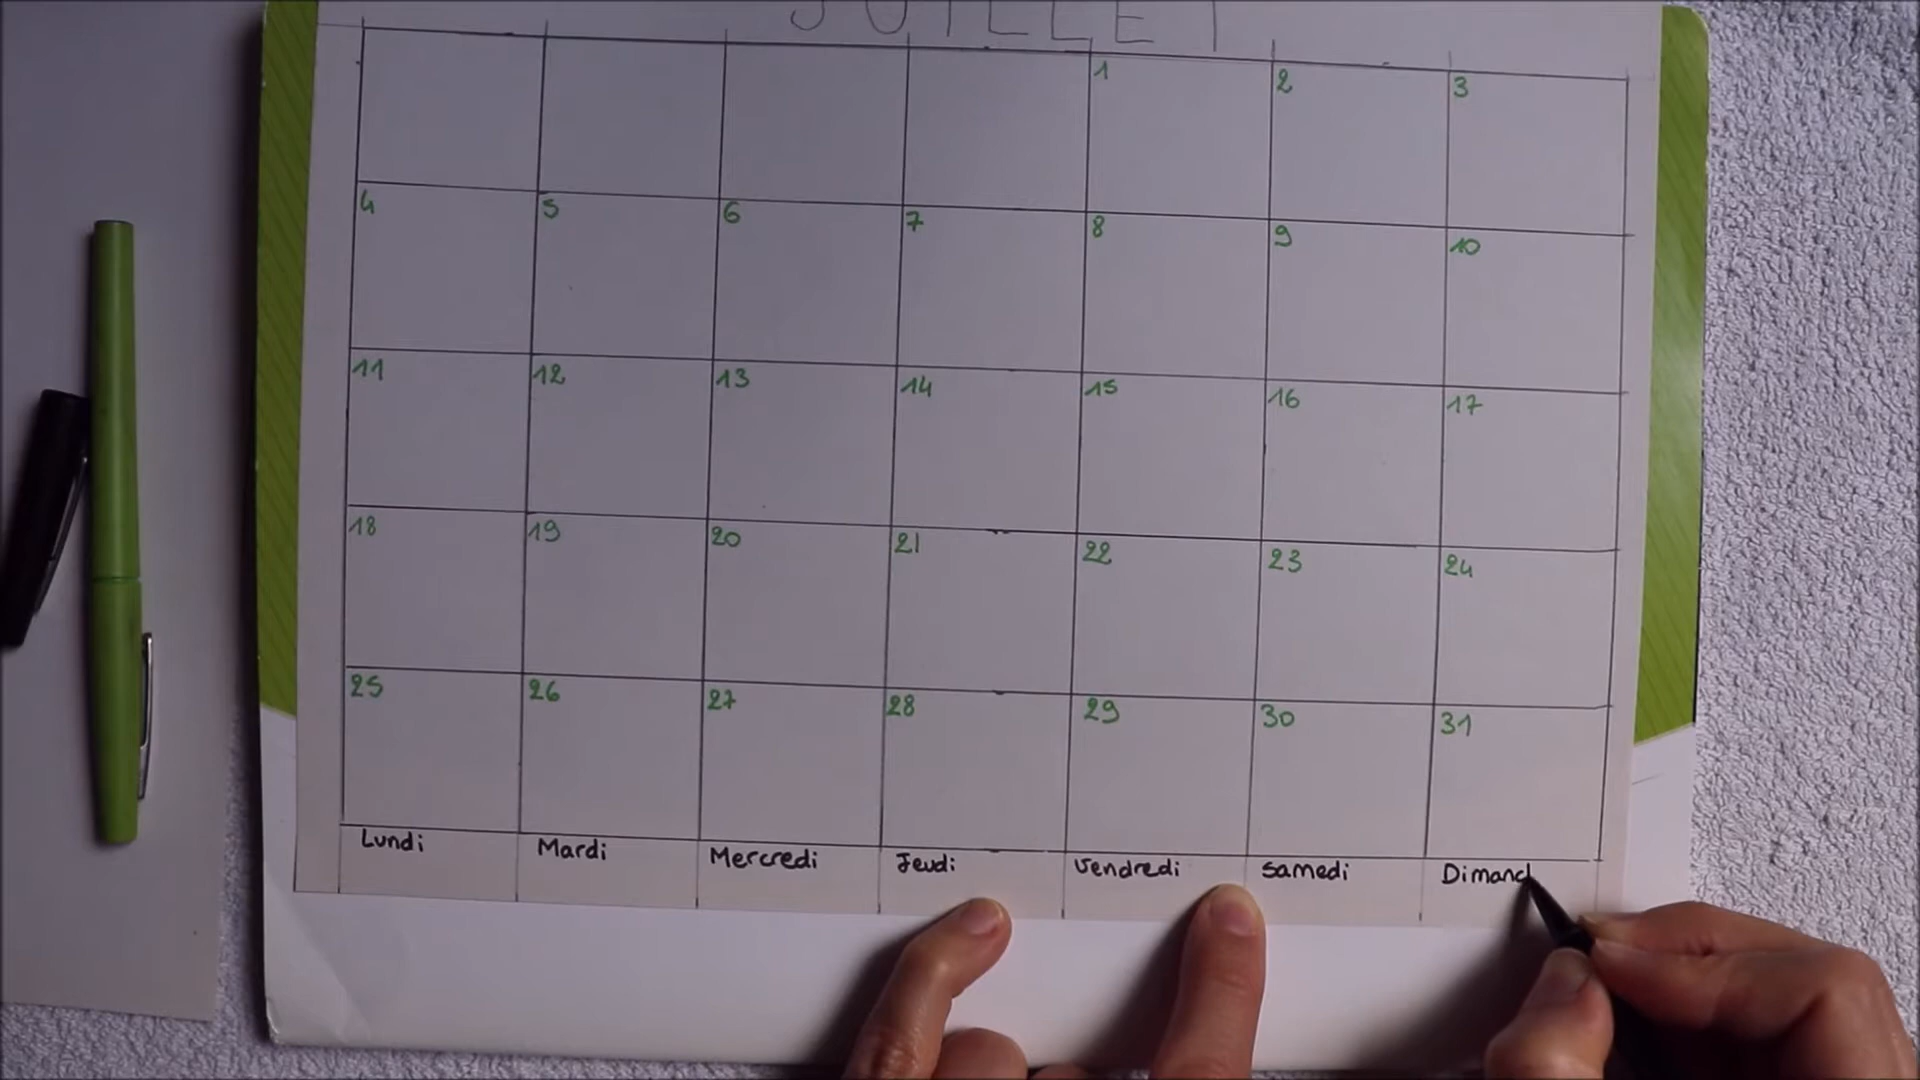 JUILLET
1 2 3
4 5 6 7 8 9 10
11 12 13 14 15 16 17
18 19 20 21 22 23 24
25 26 27 28 29 30 31
Lundi Mardi Mercredi Jeudi Vendredi Samedi Dimanc